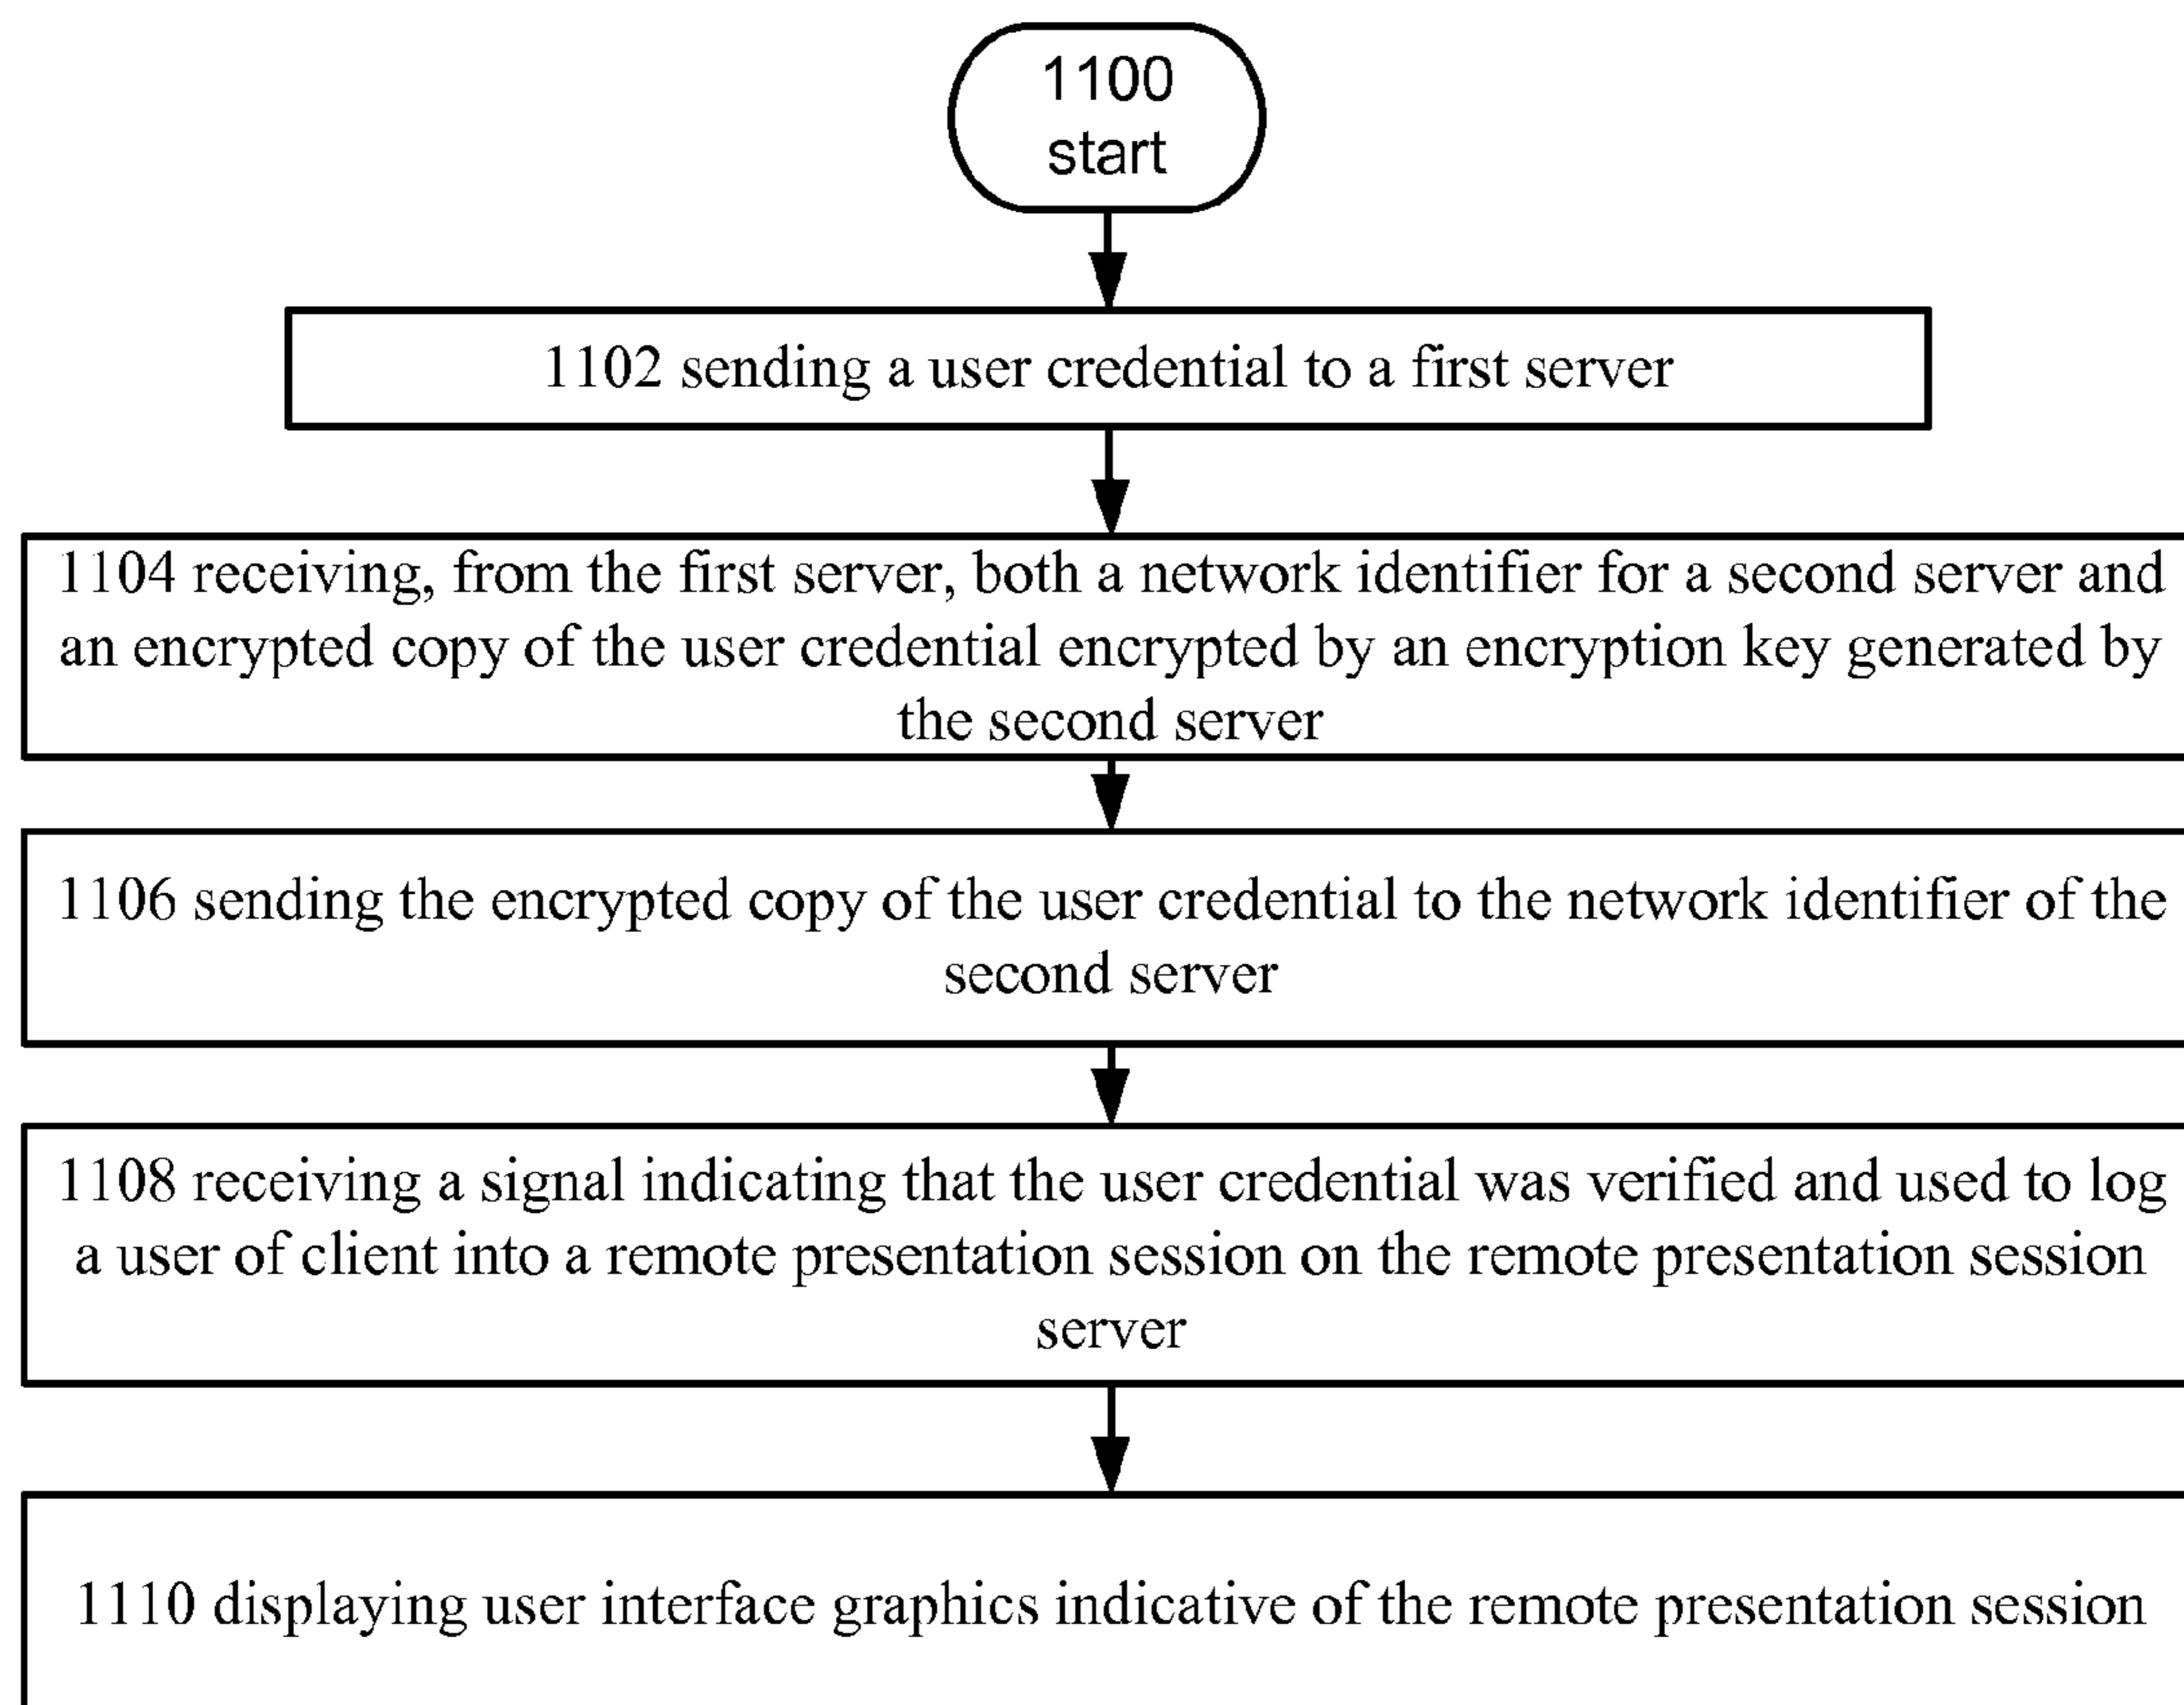 1100
start
1102 sending a user credential to a first server
1104 receiving, from the first server, both a network identifier for a second server and
an encrypted copy of the user credential encrypted by an encryption key generated by
the second server
1106 sending the encrypted copy of the user credential to the network identifier of the
second server
1108 receiving a signal indicating that the user credential was verified and used to log
a user of client into a remote presentation session on the remote presentation session
server
1110 displaying user interface graphics indicative of the remote presentation session